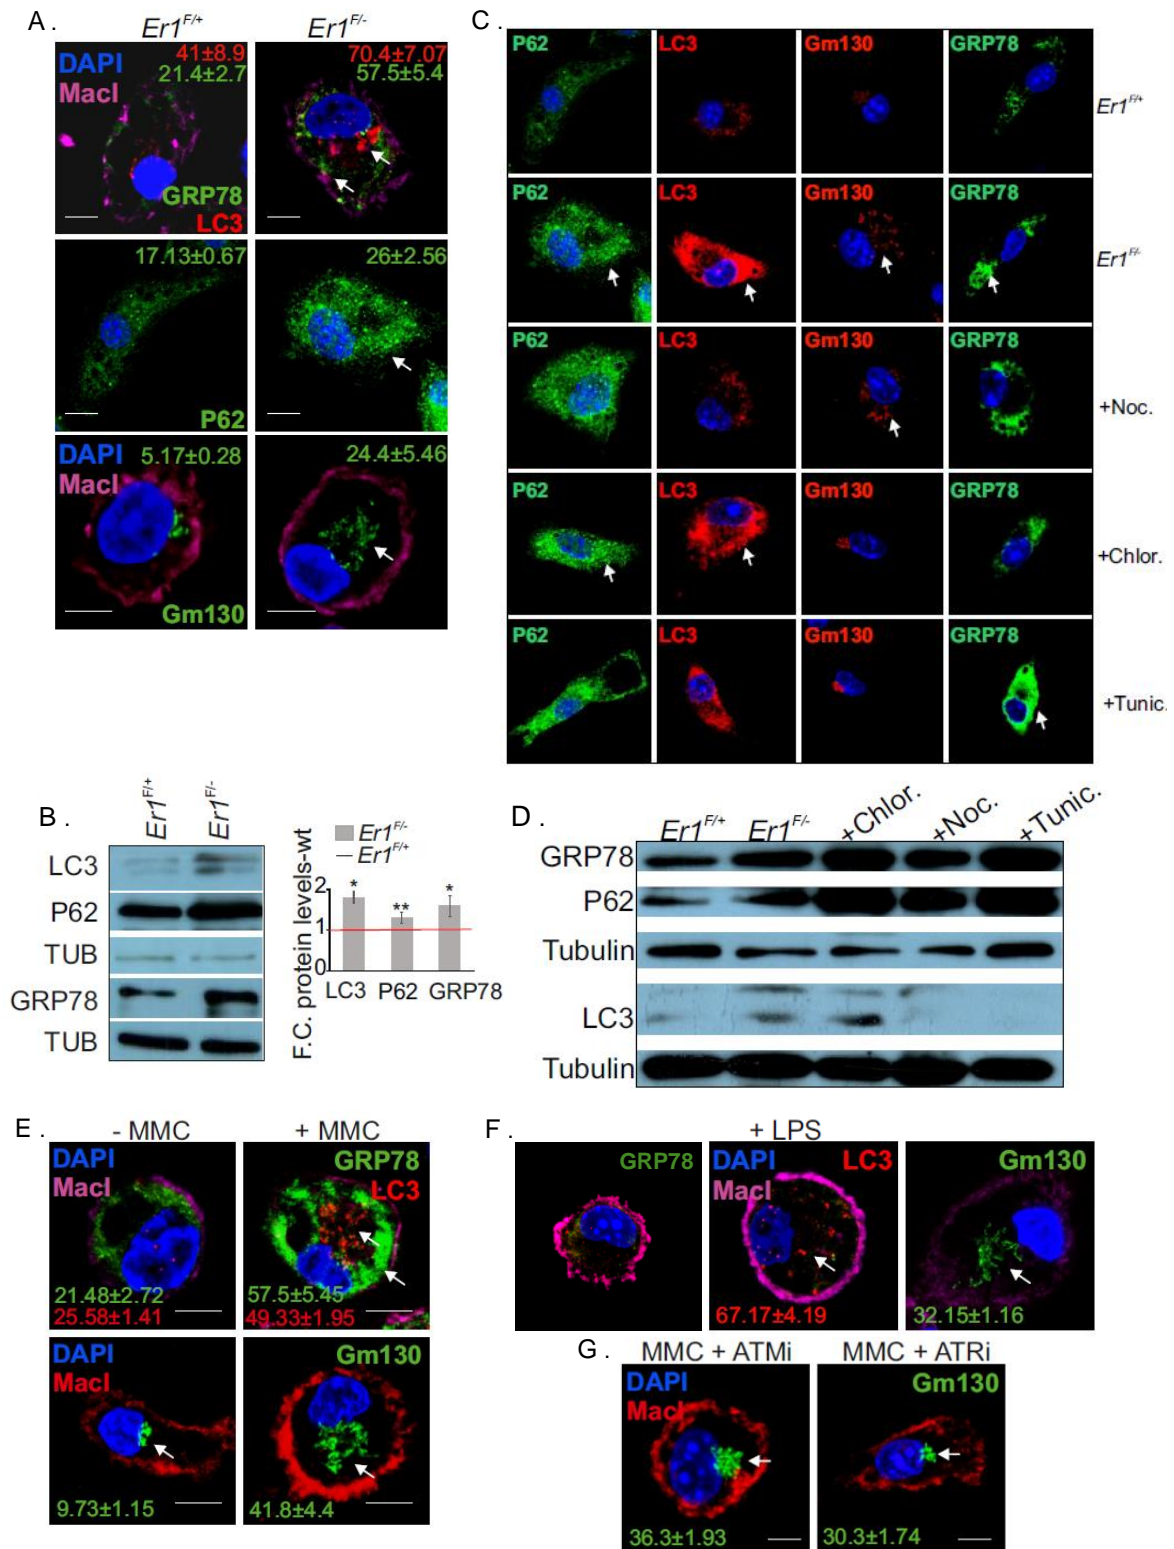 A .
Er1F/+
Er1F/-
DAPI
MacI
41±8.9
21.4±2.7
GRP78
LC3
70.4±7.07
57.5±5.4
17.13±0.67
P62
26±2.56
DAPI
MacI
5.17±0.28
Gm130
24.4±5.46
C .
P62
LC3
Gm130
GRP78
Er1F/+
P62
LC3
Gm130
GRP78
Er1F/-
P62
LC3
Gm130
GRP78
+Noc.
P62
LC3
Gm130
GRP78
+Chlor.
P62
LC3
Gm130
GRP78
+Tunic.
B .
Er1F/+
Er1F/-
LC3
P62
TUB
GRP78
TUB
Er1F/-
Er1F/+
F.C. protein levels-wt
2
1
0
*
**
*
LC3
P62
GRP78
D .
Er1F/+
Er1F/-
+Chlor.
+Noc.
+Tunic.
GRP78
P62
Tubulin
LC3
Tubulin
E .
- MMC
+ MMC
DAPI
MacI
21.48±2.72
25.58±1.41
GRP78
LC3
57.5±5.45
49.33±1.95
DAPI
MacI
9.73±1.15
Gm130
41.8±4.4
F .
+ LPS
GRP78
DAPI
MacI
LC3
67.17±4.19
Gm130
32.15±1.16
G .
MMC + ATMi
MMC + ATRi
DAPI
MacI
36.3±1.93
Gm130
30.3±1.74